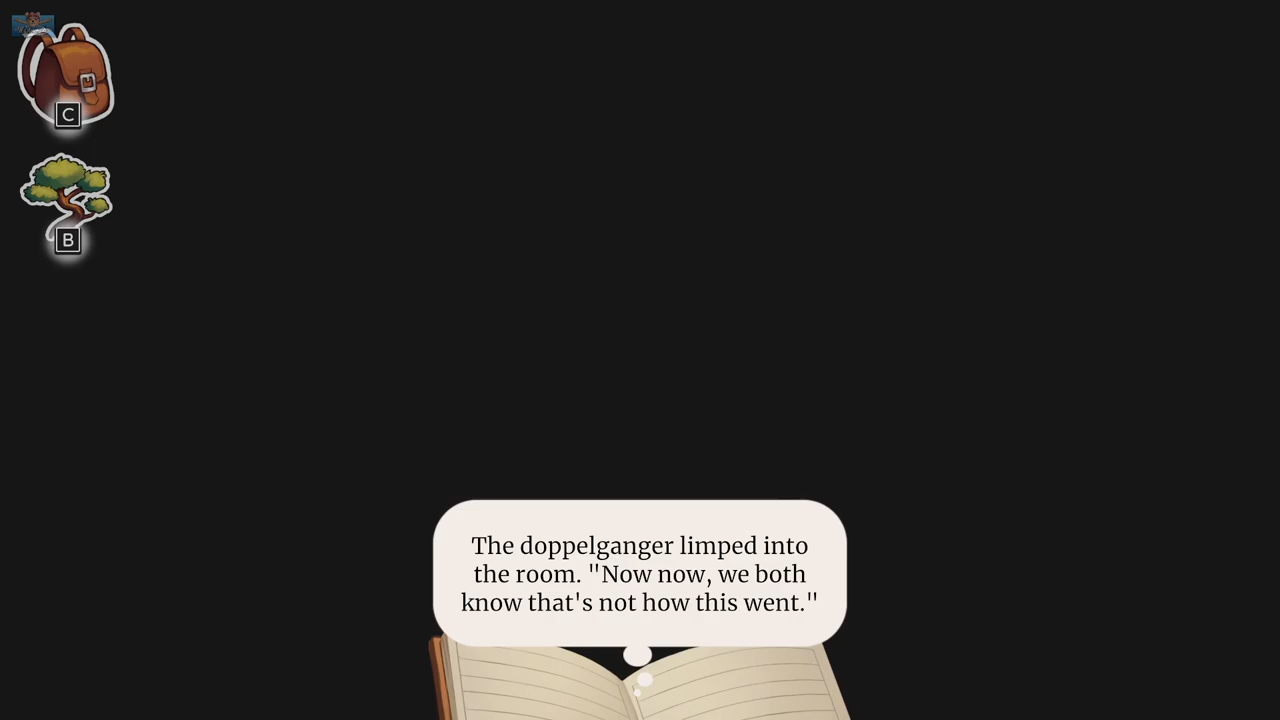 C
B
The doppelganger limped into
the room. "Now now, we both
know that's not how this went."